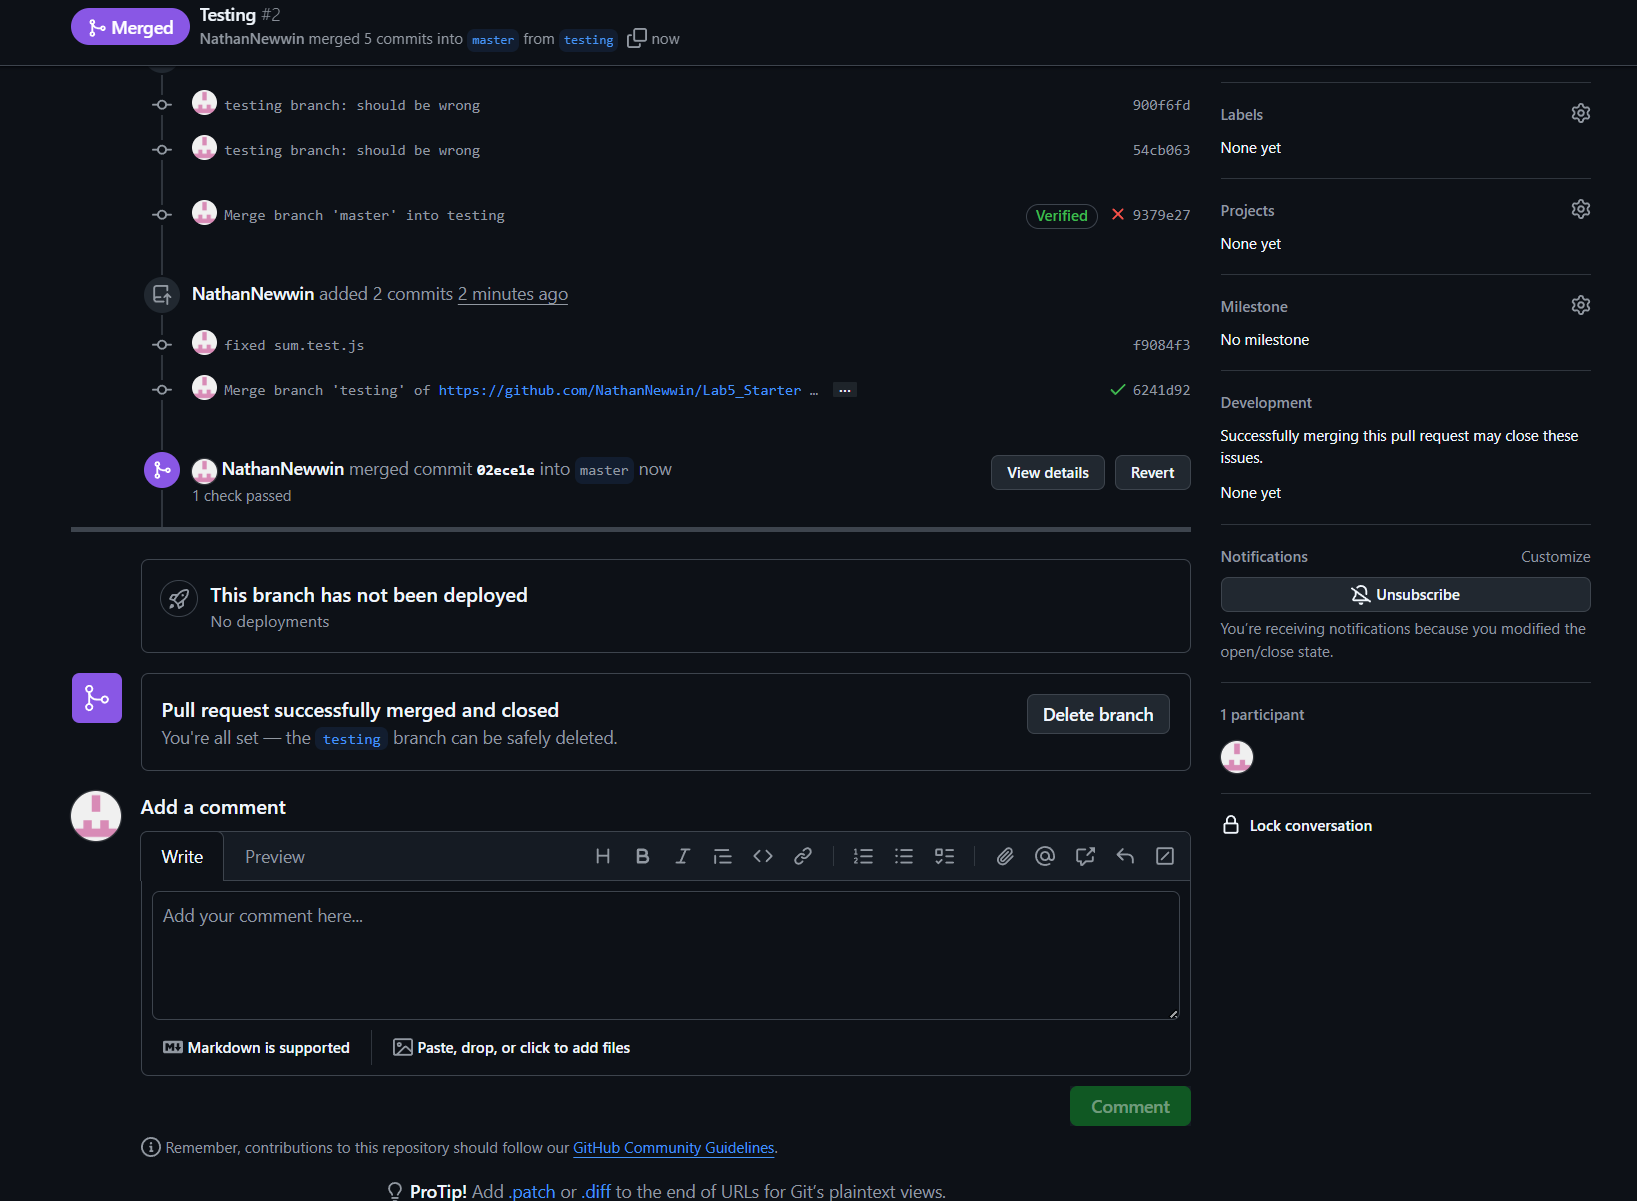 Merged
Testing #2
NathanNewwin merged 5 commits into master from testing now
testing branch: should be wrong 900f6fd
testing branch: should be wrong 54cb063
Merge branch 'master' into testing Verified 9379e27
NathanNewwin added 2 commits 2 minutes ago
fixed sum.test.js f9084f3
Merge branch 'testing' of https://github.com/NathanNewwin/Lab5_Starter … 6241d92
NathanNewwin merged commit 02ece1e into master now
1 check passed
View details
Revert
This branch has not been deployed
No deployments
Pull request successfully merged and closed
You're all set — the testing branch can be safely deleted.
Delete branch
Add a comment
Write
Preview
Add your comment here...
Markdown is supported
Paste, drop, or click to add files
Comment
Remember, contributions to this repository should follow our GitHub Community Guidelines.
ProTip! Add .patch or .diff to the end of URLs for Git's plaintext views.
Labels
None yet
Projects
None yet
Milestone
No milestone
Development
Successfully merging this pull request may close these
issues.
None yet
Notifications
Customize
Unsubscribe
You're receiving notifications because you modified the
open/close state.
1 participant
Lock conversation